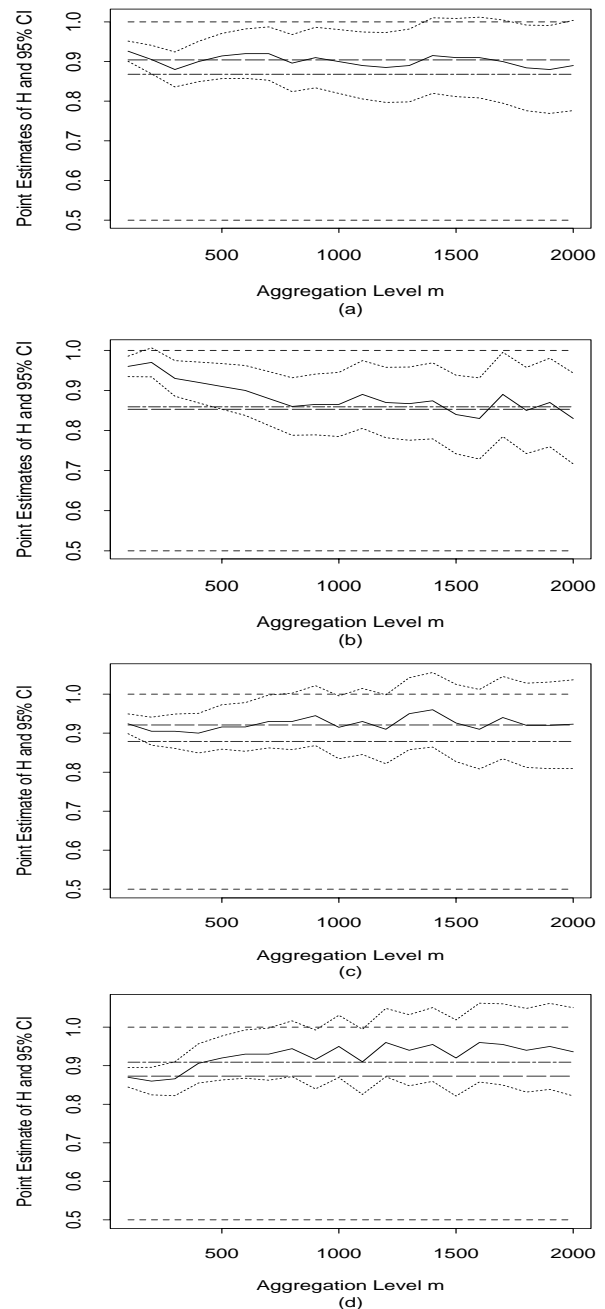 Point Estimates of H and 95% CI
1.0
0.9
0.8
0.7
0.6
0.5
500 1000 1500 2000
Aggregation Level m
(a)
Point Estimates of H and 95% CI
1.0
0.9
0.8
0.7
0.6
0.5
500 1000 1500 2000
Aggregation Level m
(b)
Point Estimate of H and 95% CI
1.0
0.9
0.8
0.7
0.6
0.5
500 1000 1500 2000
Aggregation Level m
(c)
Point Estimate of H and 95% CI
1.0
0.9
0.8
0.7
0.6
0.5
500 1000 1500 2000
Aggregation Level m
(d)